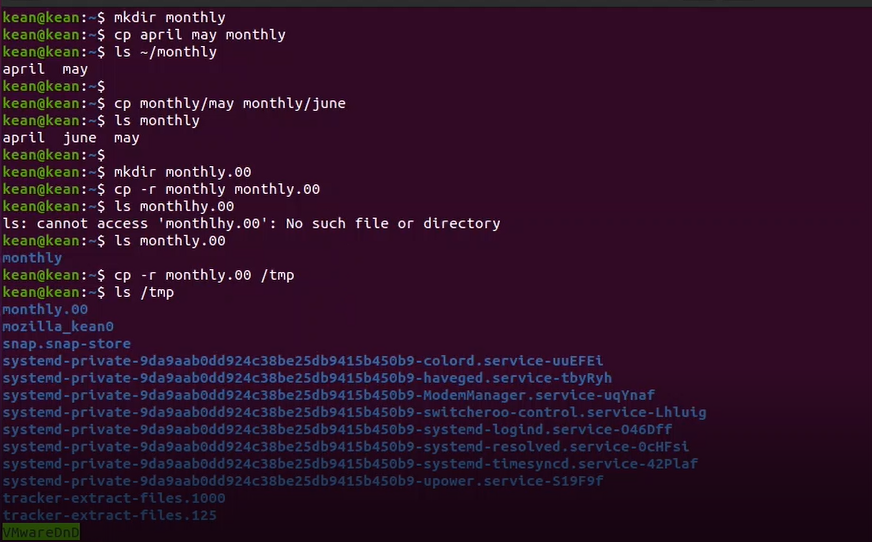 kean@kean:~$ mkdir monthly
kean@kean:~$ cp april may monthly
kean@kean:~$ ls ~/monthly
april  may
kean@kean:~$
kean@kean:~$ cp monthly/may monthly/june
kean@kean:~$ ls monthly
april  june  may
kean@kean:~$
kean@kean:~$ mkdir monthly.00
kean@kean:~$ cp -r monthly monthly.00
kean@kean:~$ ls monthlhy.00
ls: cannot access 'monthlhy.00': No such file or directory
kean@kean:~$ ls monthly.00
monthly
kean@kean:~$ cp -r monthly.00 /tmp
kean@kean:~$ ls /tmp
monthly.00
mozilla_kean0
snap.snap-store
systemd-private-9da9aab0dd924c38be25db9415b450b9-colord.service-uuEFEi
systemd-private-9da9aab0dd924c38be25db9415b450b9-haveged.service-tbyRyh
systemd-private-9da9aab0dd924c38be25db9415b450b9-ModemManager.service-uqYnaf
systemd-private-9da9aab0dd924c38be25db9415b450b9-switcheroo-control.service-Lhluig
systemd-private-9da9aab0dd924c38be25db9415b450b9-systemd-logind.service-O46Dff
systemd-private-9da9aab0dd924c38be25db9415b450b9-systemd-resolved.service-0cHFsi
systemd-private-9da9aab0dd924c38be25db9415b450b9-systemd-timesyncd.service-42Plaf
systemd-private-9da9aab0dd924c38be25db9415b450b9-upower.service-S19F9f
tracker-extract-files.1000
tracker-extract-files.125
VMwareDnD